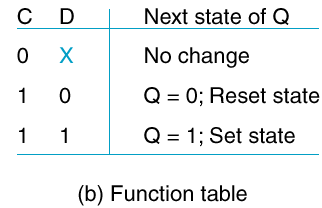 C D Next state of Q
0 X No change
1 0 Q = 0; Reset state
1 1 Q = 1; Set state
(b) Function table